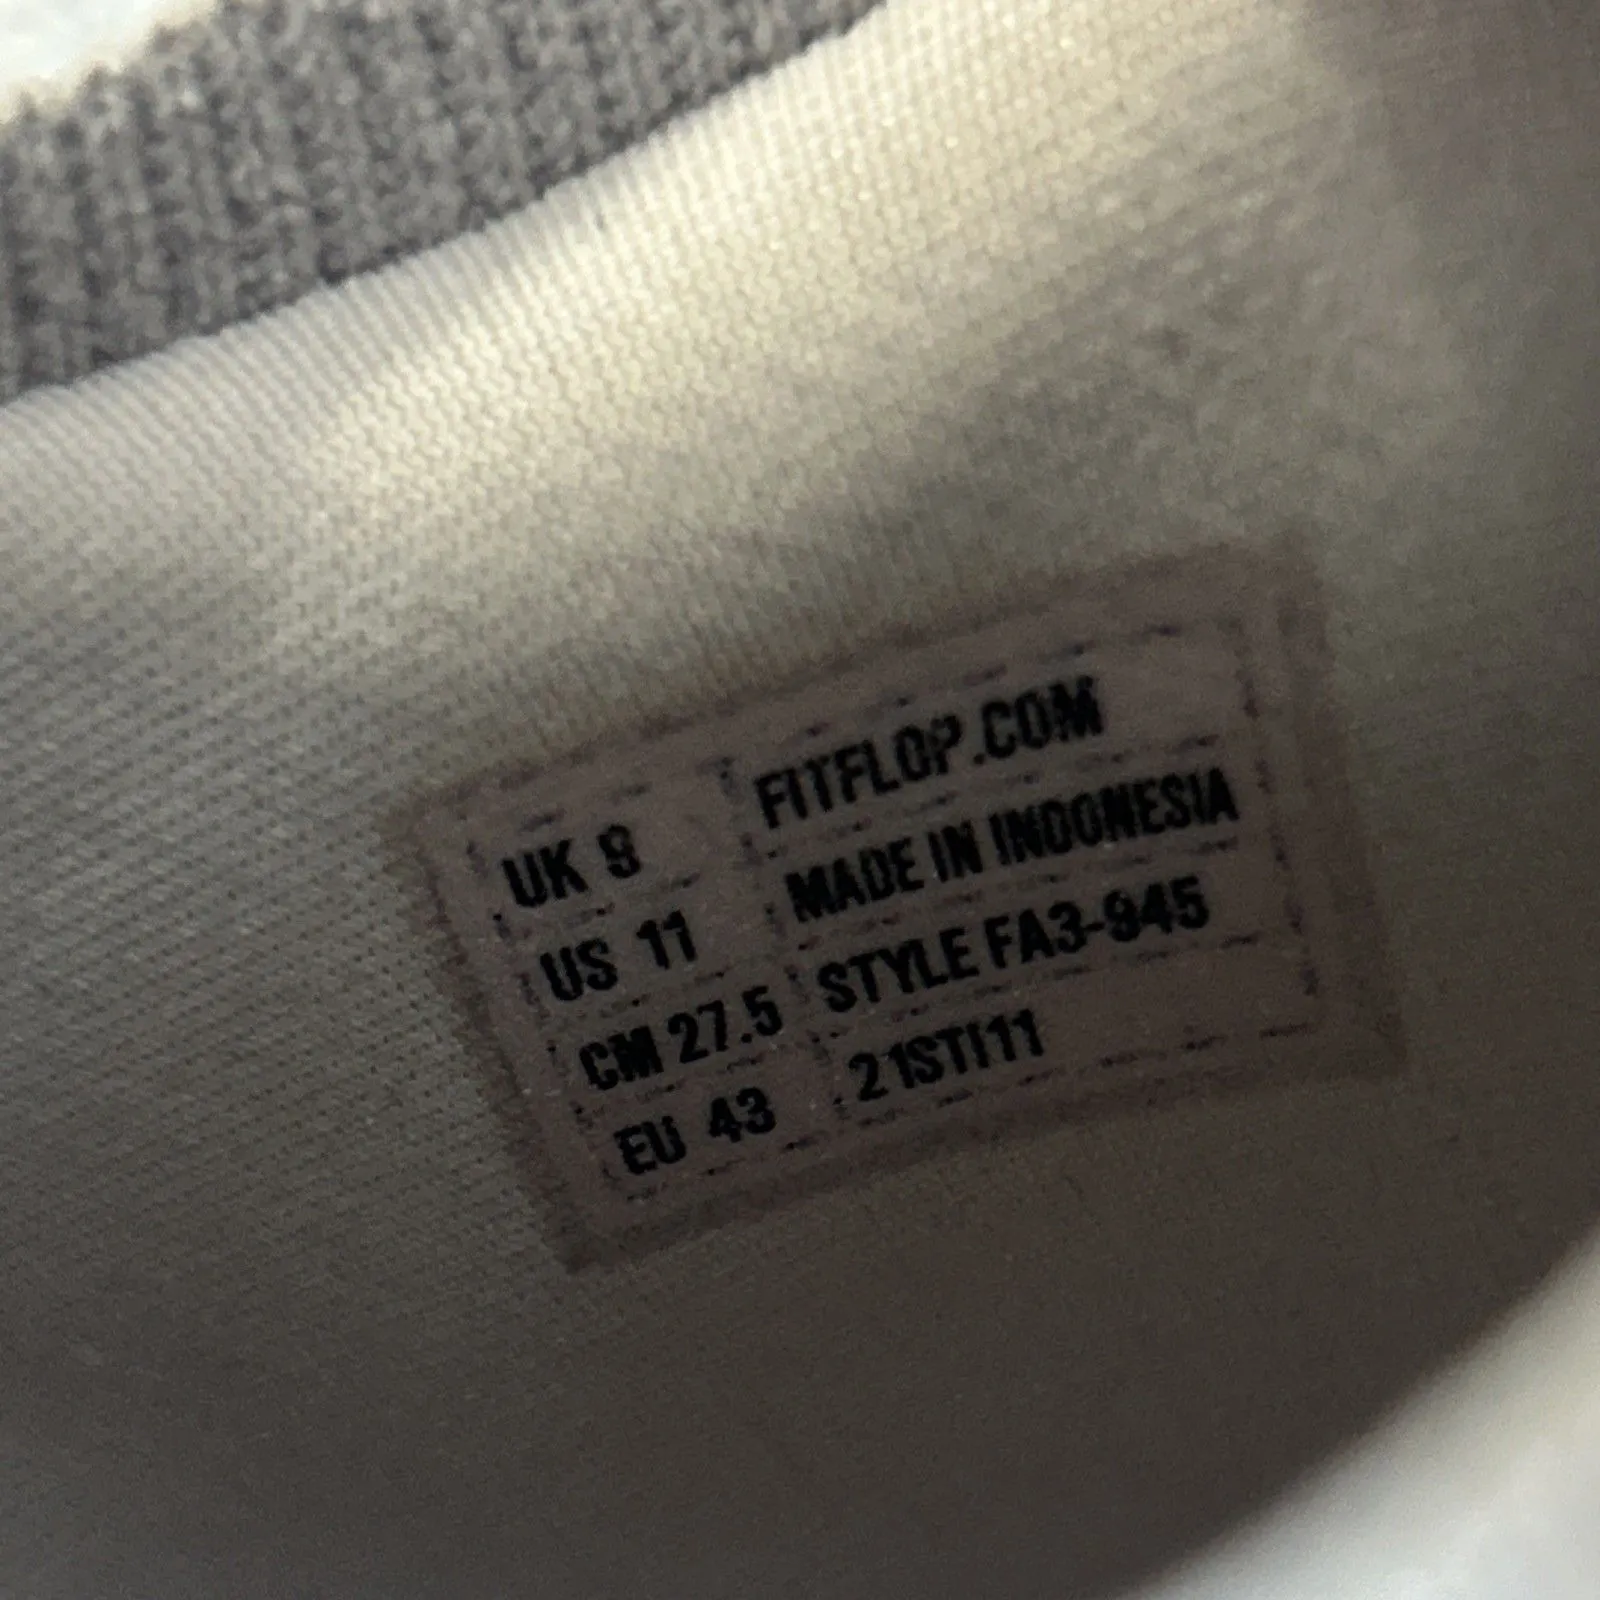 UK 9
US 11
CM 27.5
EU 43
FITFLOP.COM
MADE IN INDONESIA
STYLE FA3-945
21STI11